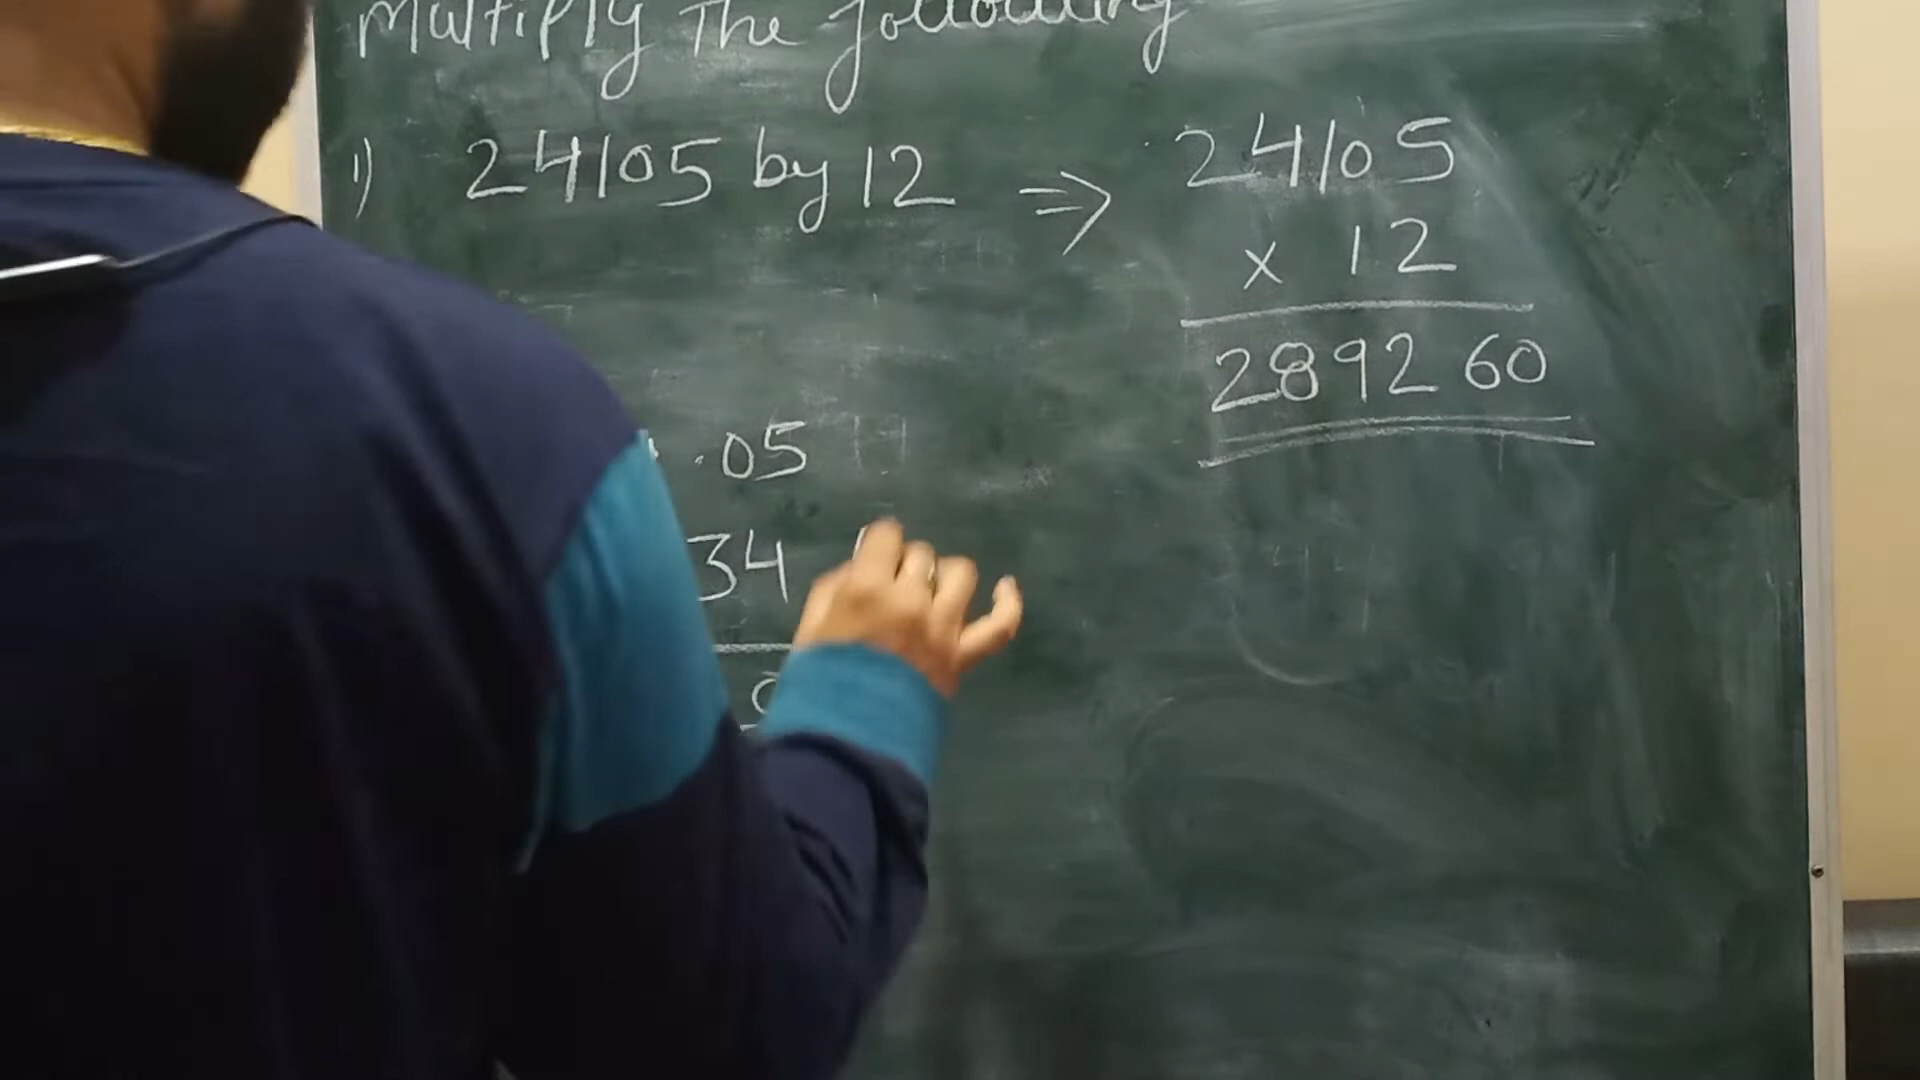 Multiply The following
1) 24105 by 12 ⇒ 24105
x 12
289260
05
34